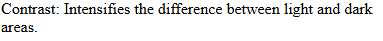 Contrast: Intensifies the difference between light and dark
areas.